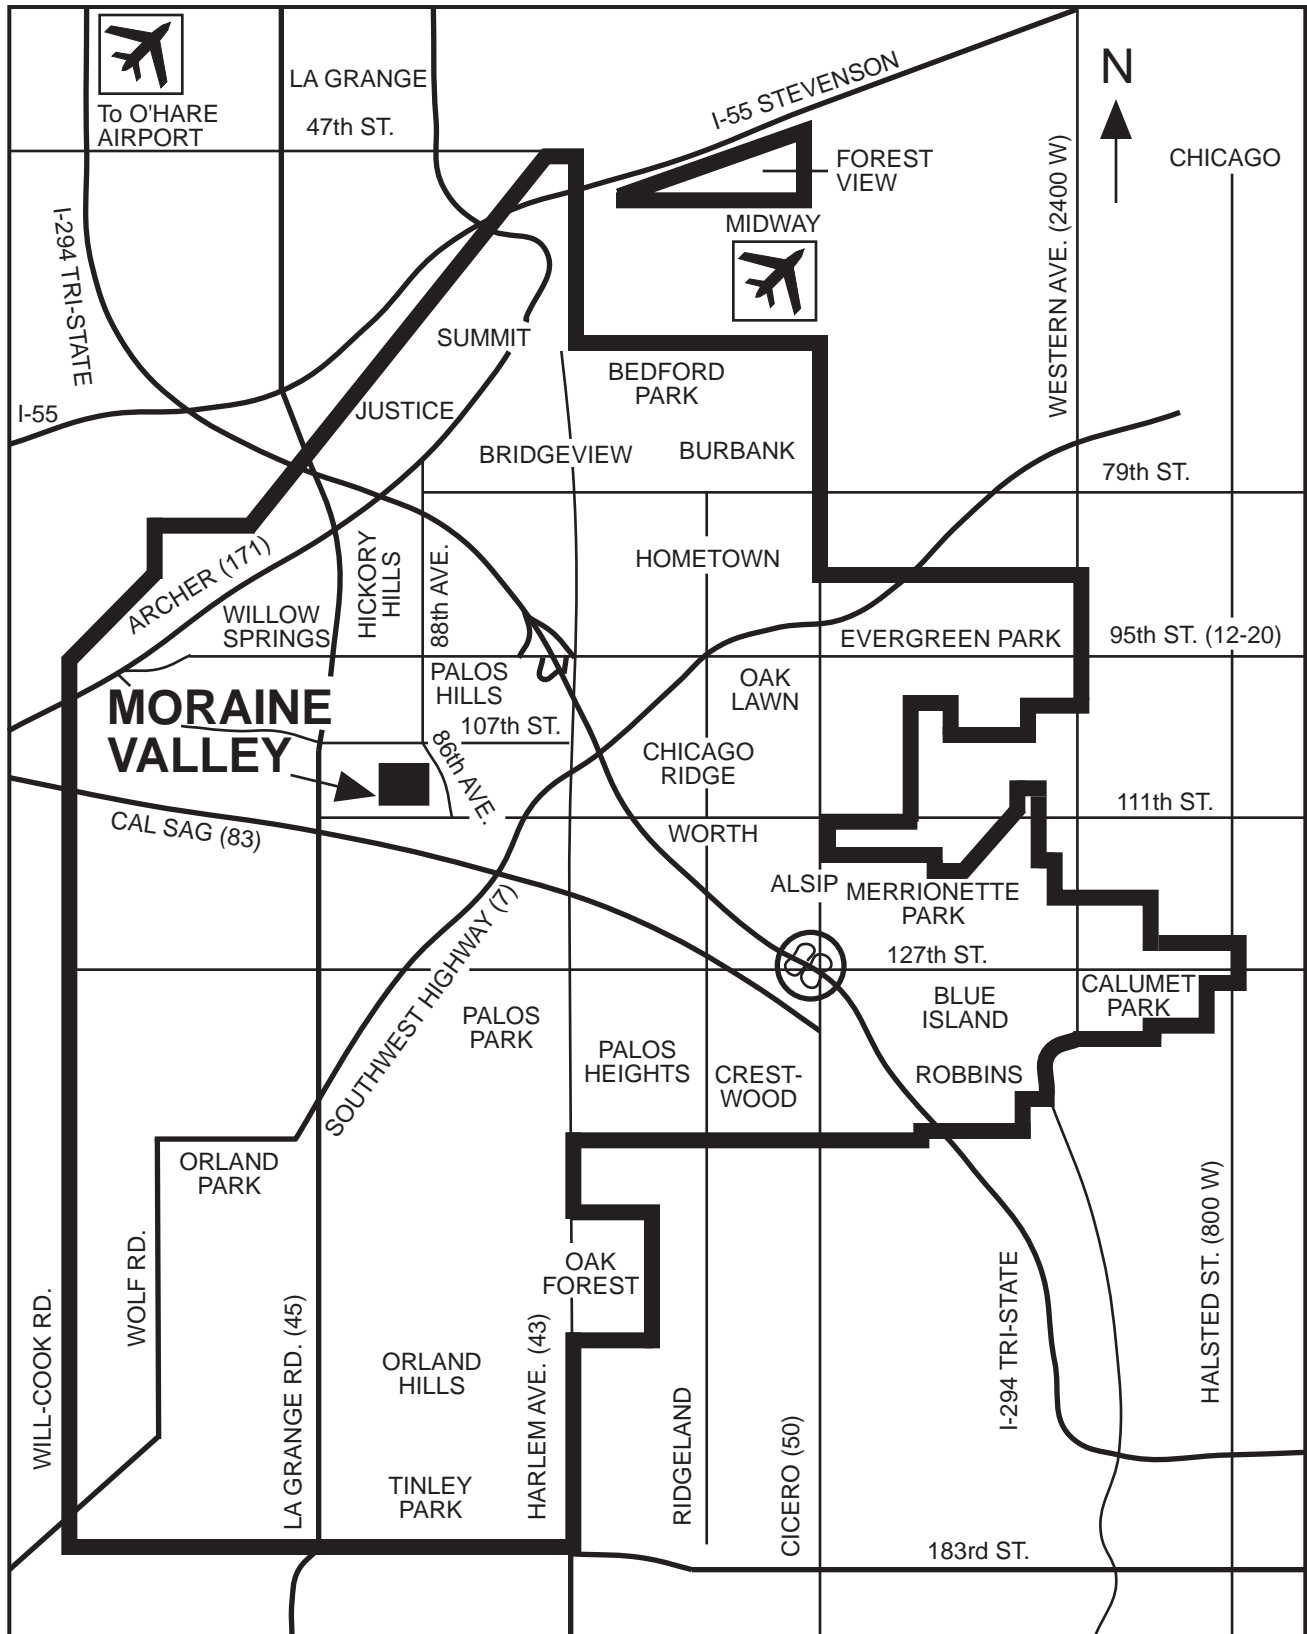 To O'HARE
AIRPORT
LA GRANGE
47th ST.
I-55 STEVENSON
N
FOREST
VIEW
CHICAGO
MIDWAY
I-294 TRI-STATE
WESTERN AVE. (2400 W)
SUMMIT
BEDFORD
PARK
I-55
JUSTICE
BRIDGEVIEW
BURBANK
79th ST.
ARCHER (171)
HICKORY
HILLS
88th AVE.
HOMETOWN
WILLOW
SPRINGS
EVERGREEN PARK
95th ST. (12-20)
PALOS
HILLS
OAK
LAWN
MORAINE
VALLEY
107th ST.
86th AVE.
CHICAGO
RIDGE
111th ST.
CAL SAG (83)
WORTH
ALSIP
MERRIONETTE
PARK
SOUTHWEST HIGHWAY (7)
127th ST.
BLUE
ISLAND
CALUMET
PARK
PALOS
PARK
PALOS
HEIGHTS
CREST-
WOOD
ROBBINS
ORLAND
PARK
WILL-COOK RD.
WOLF RD.
LA GRANGE RD. (45)
OAK
FOREST
ORLAND
HILLS
HARLEM AVE. (43)
RIDGELAND
CICERO (50)
I-294 TRI-STATE
HALSTED ST. (800 W)
TINLEY
PARK
183rd ST.